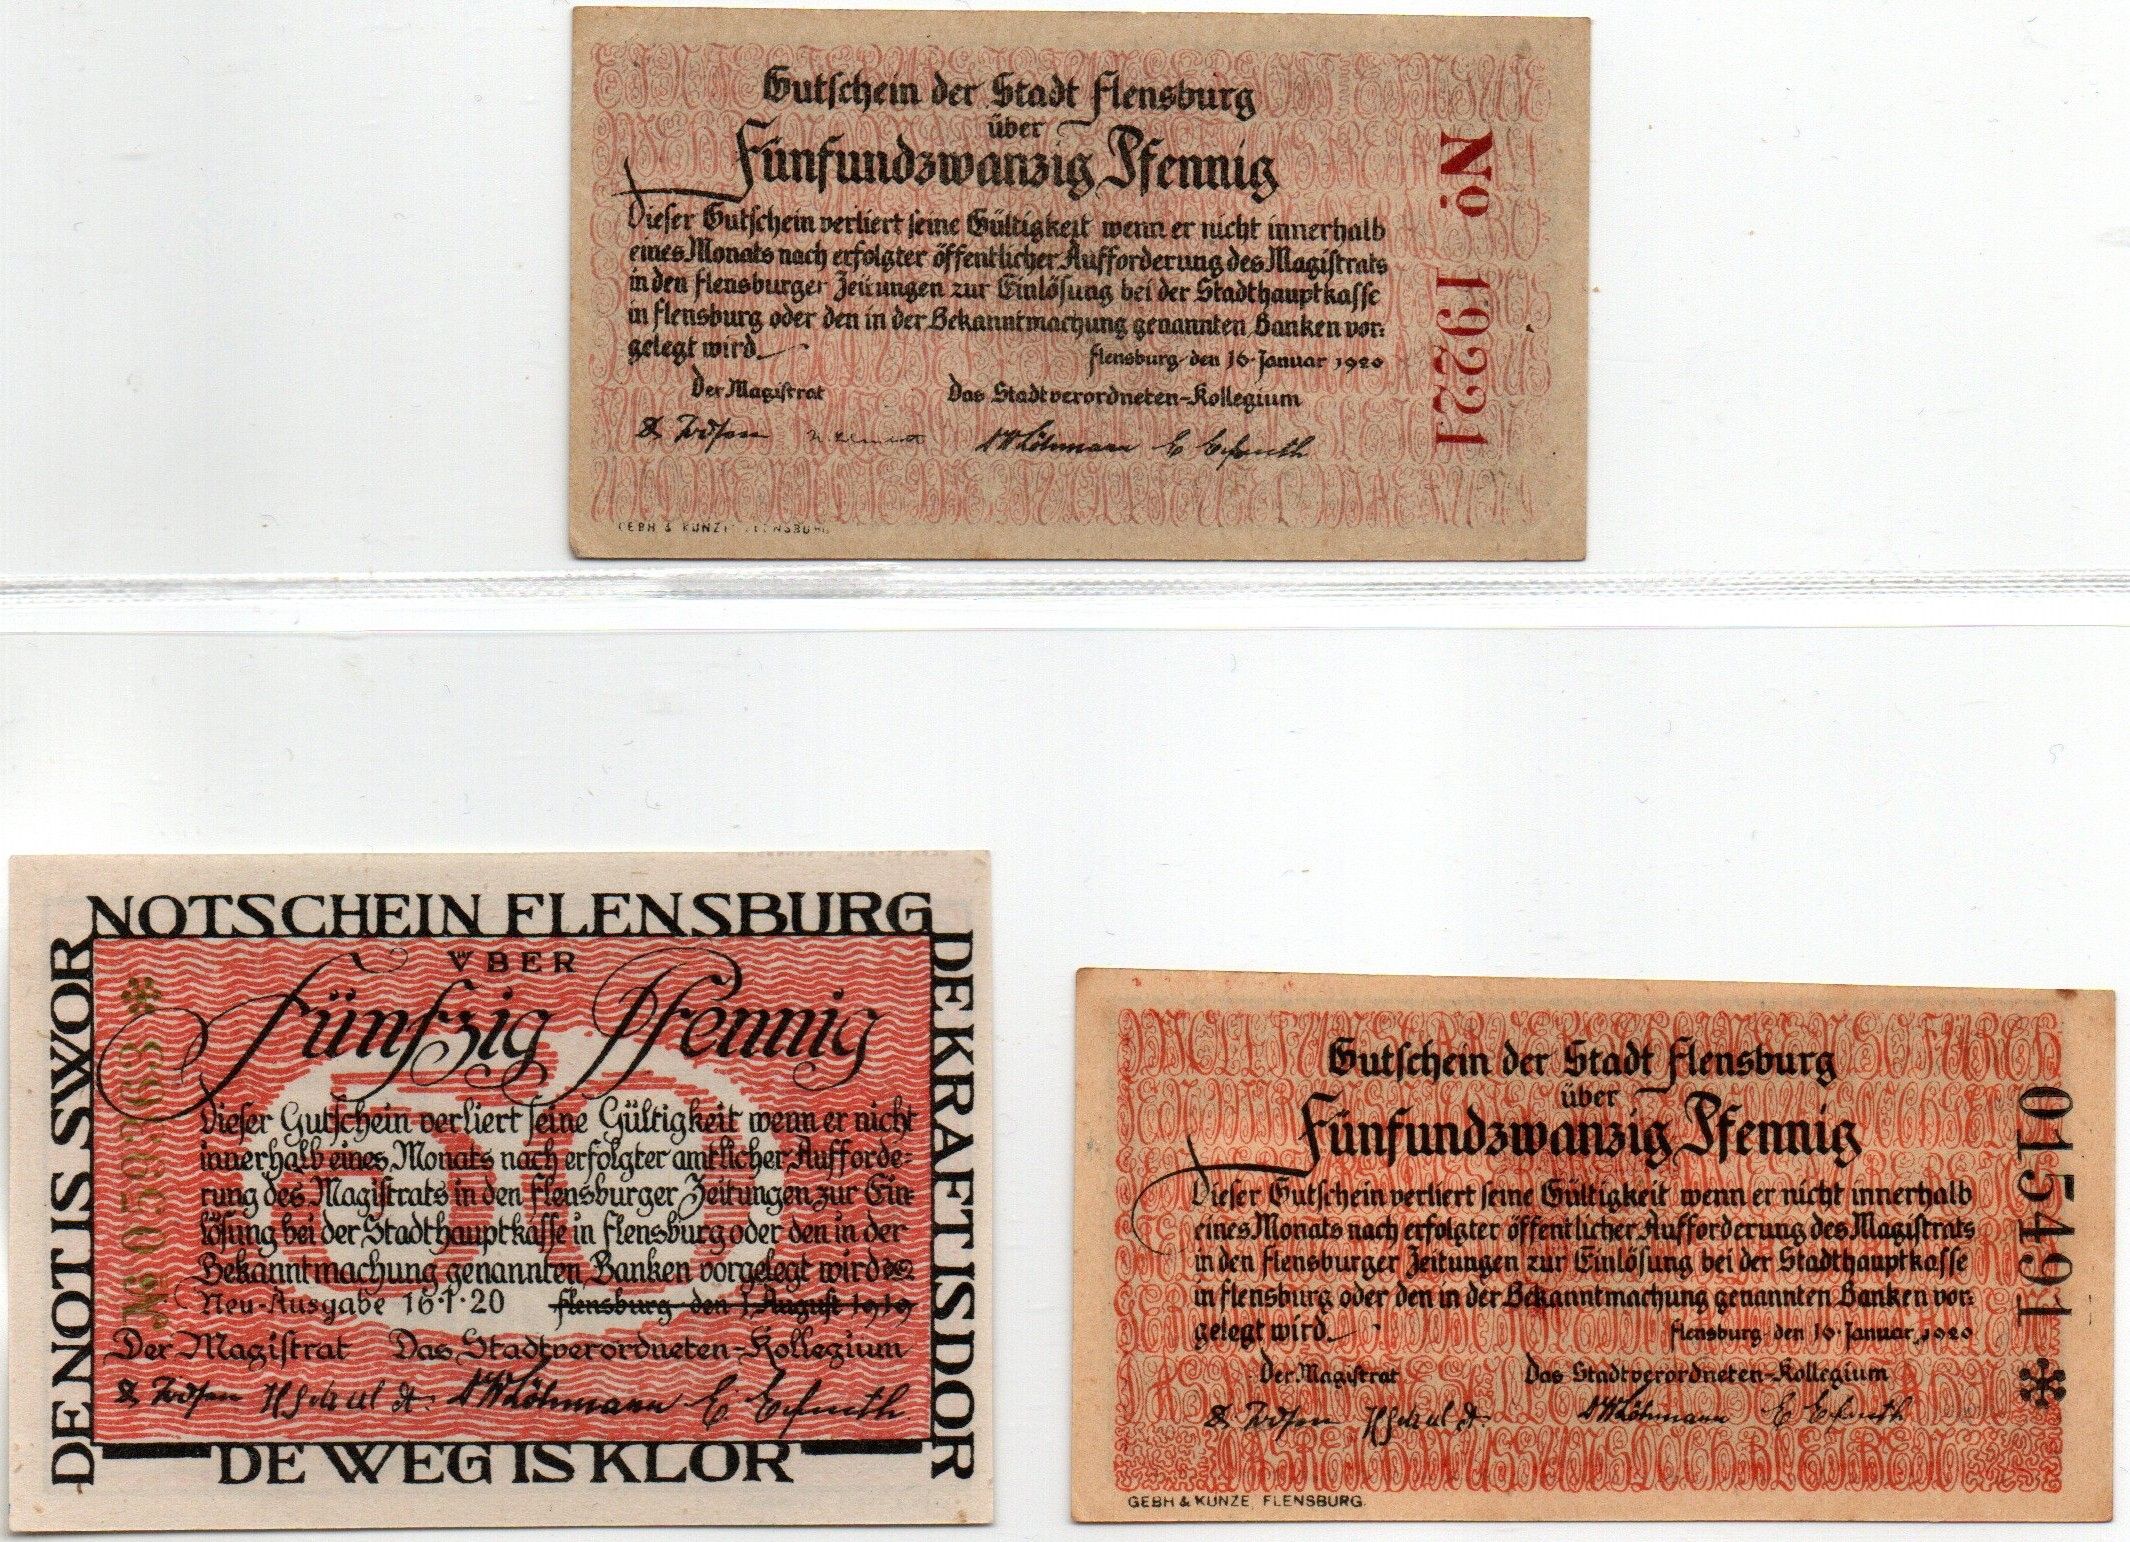 Gutschein der Stadt Flensburg
über
Fünfundzwanzig Pfennig
Dieser Gutschein verliert seine Gültigkeit wenn er nicht innerhalb
eines Monats nach erfolgter öffentlicher Aufforderung des Magistrats
in den Flensburger Zeitungen zur Einlösung bei der Stadthauptkasse
in Flensburg oder den in der Bekanntmachung genannten Banken vor=
gelegt wird
Flensburg den 16. Januar 1920
Der Magistrat Das Stadtverordneten-Kollegium
No 19221
GEBH & KUNZE FLENSBURG
NOTSCHEIN FLENSBURG
DE NOT IS SWOR
DE KRAFT IS DOR
DE WEG IS KLOR
VBER
Fünfzig Pfennig
50
Dieser Gutschein verliert seine Gültigkeit wenn er nicht
innerhalb eines Monats nach erfolgter amtlicher Aufforde=
rung des Magistrats in den Flensburger Zeitungen zur Ein=
lösung bei der Stadthauptkasse in Flensburg oder den in der
Bekanntmachung genannten Banken vorgelegt wird
Neu-Ausgabe 16.1.20 Flensburg den 1. August 1919
Der Magistrat Das Stadtverordneten-Kollegium
№ 059263 *
Gutschein der Stadt Flensburg
über
Fünfundzwanzig Pfennig
Dieser Gutschein verliert seine Gültigkeit wenn er nicht innerhalb
eines Monats nach erfolgter öffentlicher Aufforderung des Magistrats
in den Flensburger Zeitungen zur Einlösung bei der Stadthauptkasse
in Flensburg oder den in der Bekanntmachung genannten Banken vor=
gelegt wird
Flensburg den 16. Januar 1920
Der Magistrat Das Stadtverordneten-Kollegium
015491 *
GEBH & KUNZE FLENSBURG.